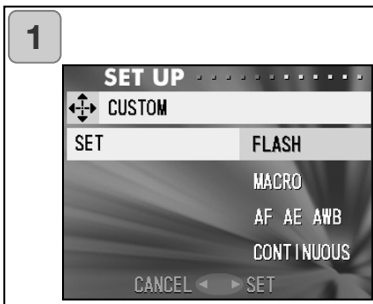 1
SET UP
CUSTOM
SET FLASH
MACRO
AF AE AWB
CONTINUOUS
CANCEL ◀ ▶ SET